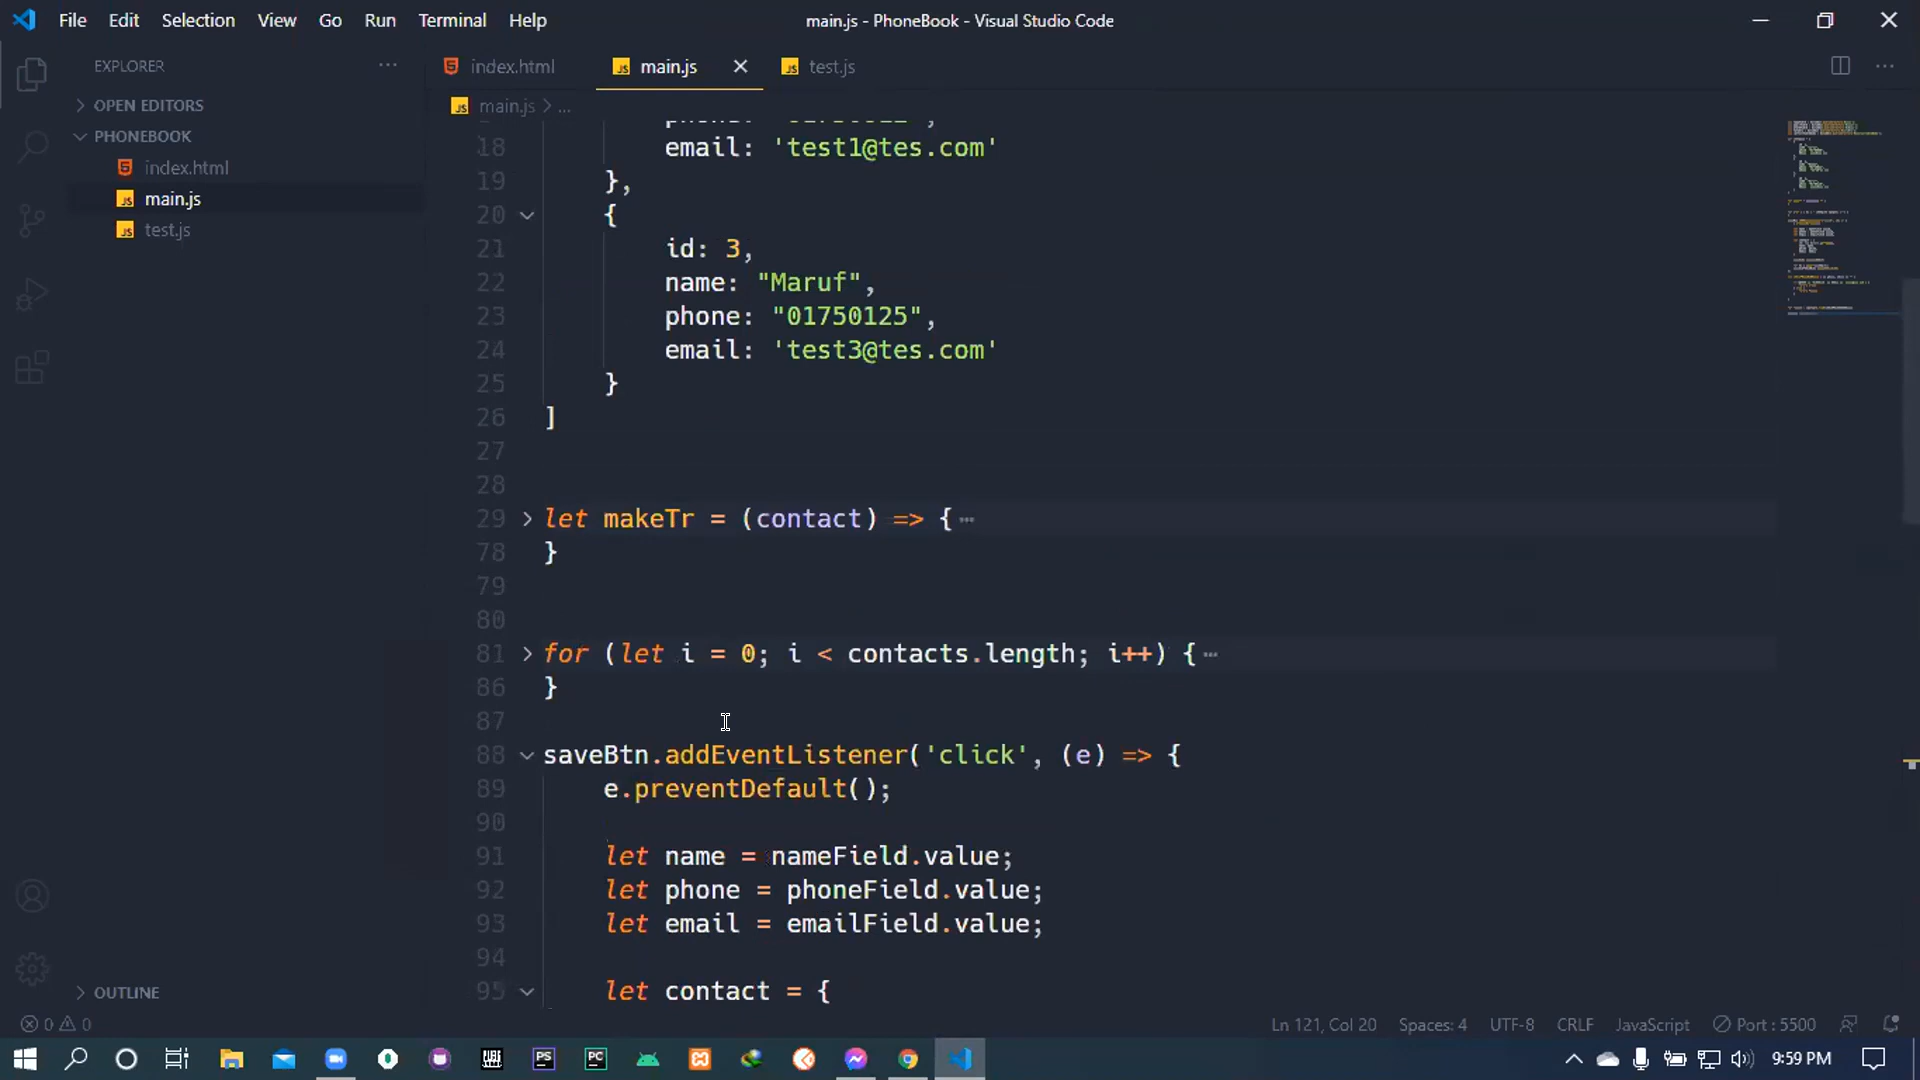 File Edit Selection View Go Run Terminal Help
main.js - PhoneBook - Visual Studio Code
EXPLORER
index.html
main.js
test.js
OPEN EDITORS
main.js > ...
PHONEBOOK
index.html
main.js
test.js
18 email: 'test1@tes.com'
19 },
20 {
21 id: 3,
22 name: "Maruf",
23 phone: "01750125",
24 email: 'test3@tes.com'
25 }
26 ]
27
28
29 let makeTr = (contact) => {
78 }
79
80
81 for (let i = 0; i < contacts.length; i++) {
86 }
87
88 saveBtn.addEventListener('click', (e) => {
89 e.preventDefault();
90
91 let name = nameField.value;
92 let phone = phoneField.value;
93 let email = emailField.value;
94
95 let contact = {
OUTLINE
0 0
Ln 121, Col 20 Spaces: 4 UTF-8 CRLF JavaScript Port : 5500
PS
PC
9:59 PM